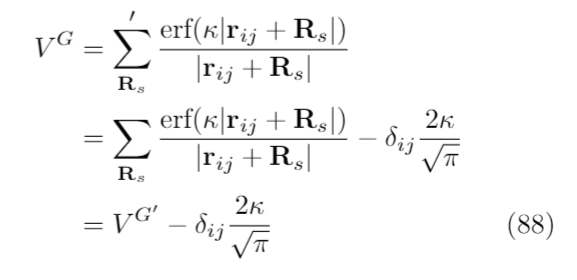 V^G = \sum_{\mathbf{R}_s}^{\prime} \frac{\mathrm{erf}(\kappa|\mathbf{r}_{ij} + \mathbf{R}_s|)}{|\mathbf{r}_{ij} + \mathbf{R}_s|}
= \sum_{\mathbf{R}_s} \frac{\mathrm{erf}(\kappa|\mathbf{r}_{ij} + \mathbf{R}_s|)}{|\mathbf{r}_{ij} + \mathbf{R}_s|} - \delta_{ij} \frac{2\kappa}{\sqrt{\pi}}
= V^{G'} - \delta_{ij} \frac{2\kappa}{\sqrt{\pi}} (88)